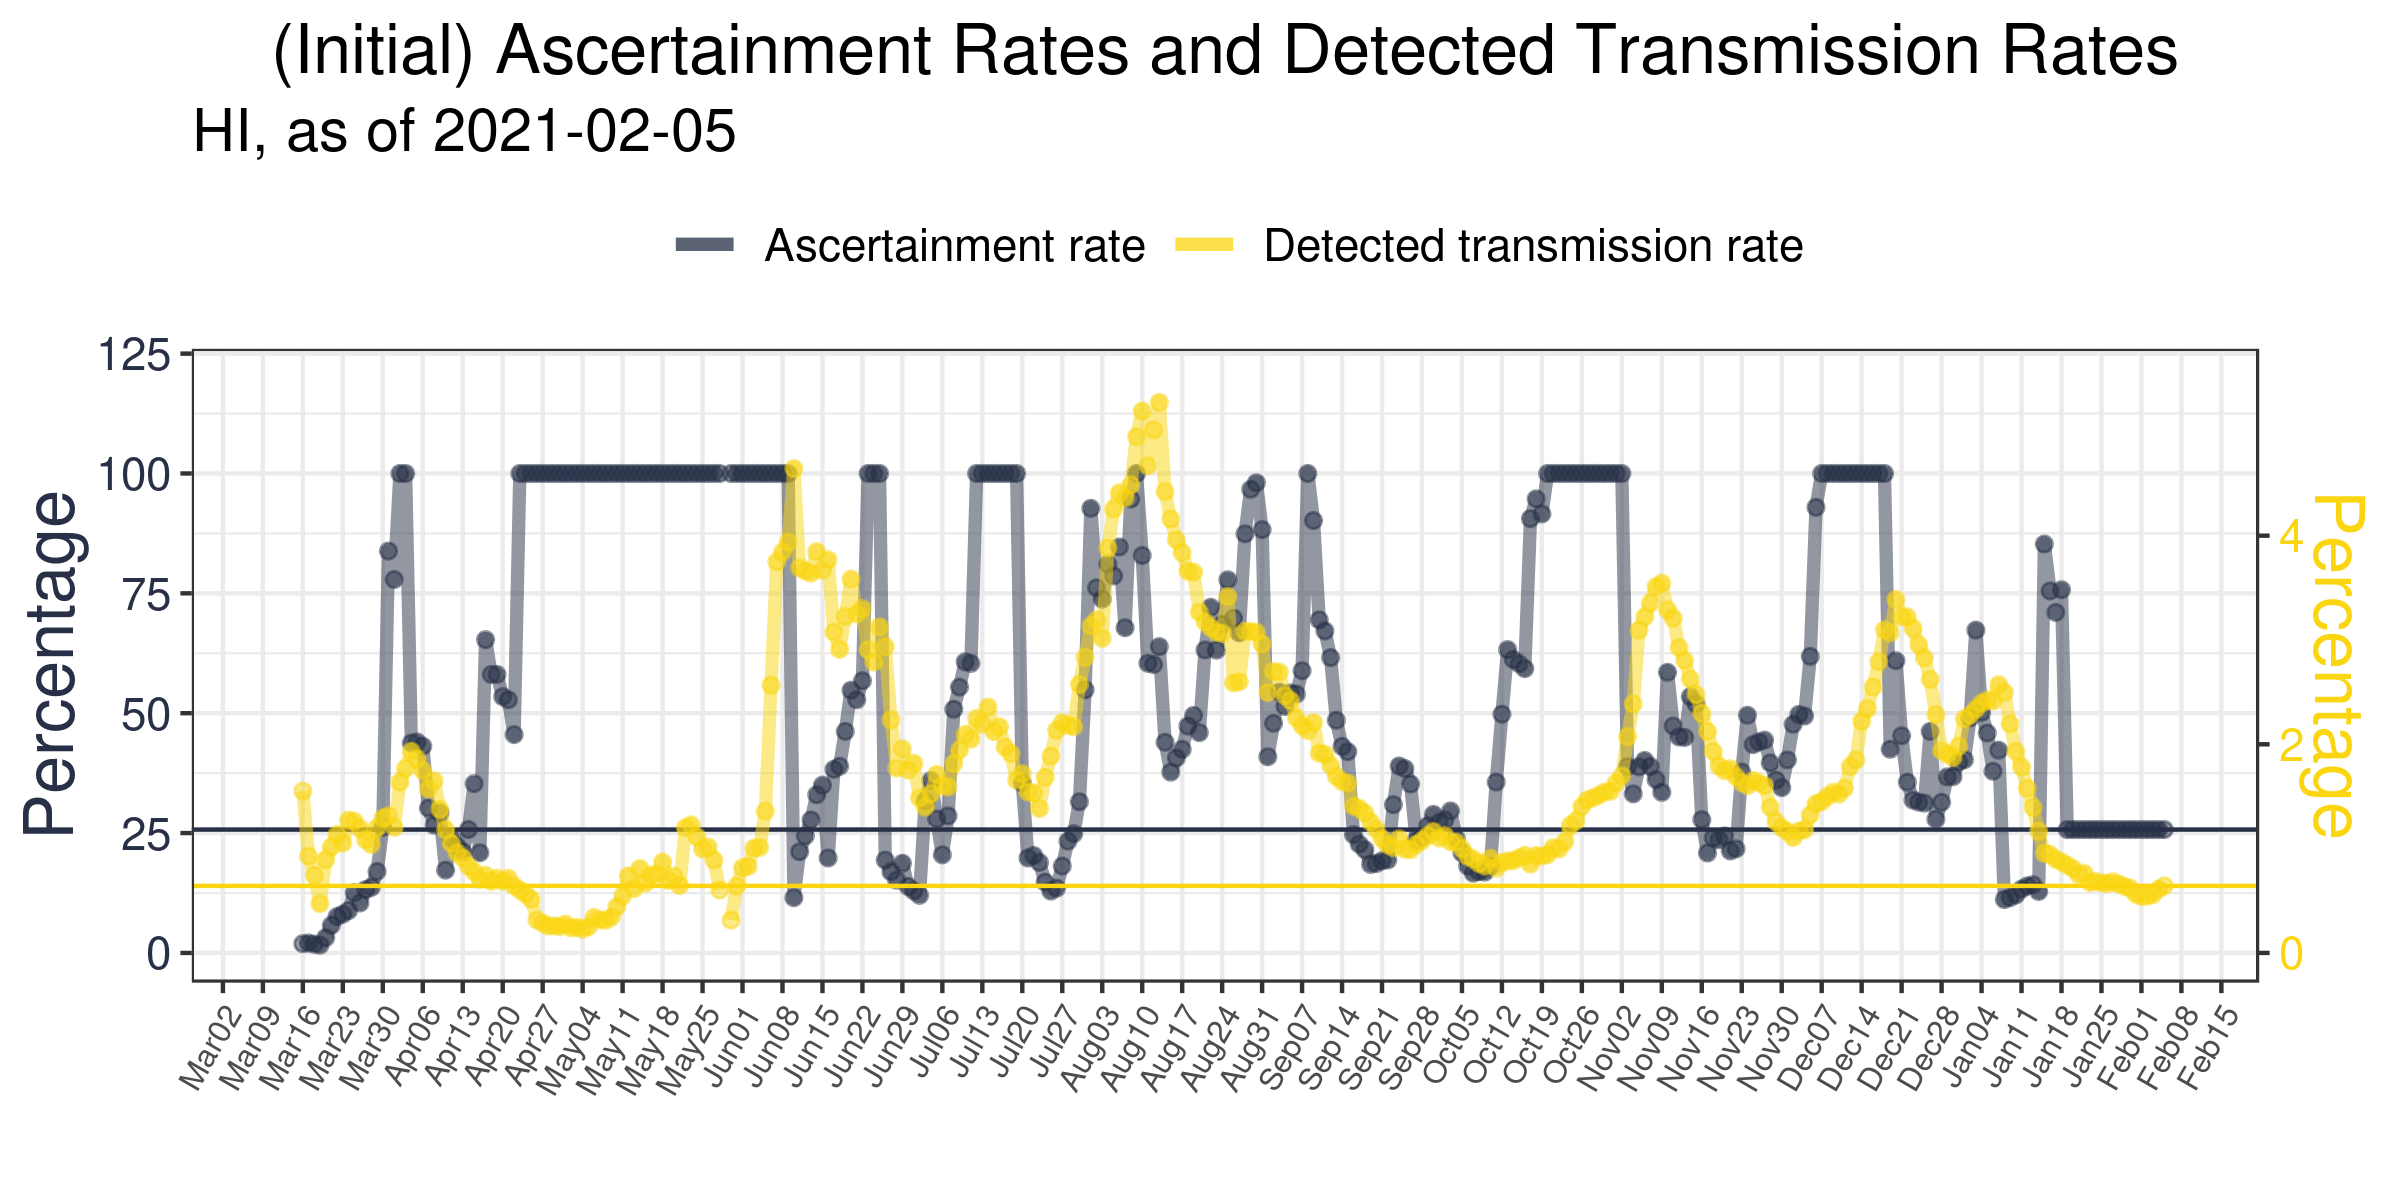 (Initial) Ascertainment Rates and Detected Transmission Rates
HI, as of 2021-02-05
Ascertainment rate
Detected transmission rate
Percentage
125
100
75
50
25
0
4
2
0
Percentage
Mar02
Mar09
Mar16
Mar23
Mar30
Apr06
Apr13
Apr20
Apr27
May04
May11
May18
May25
Jun01
Jun08
Jun15
Jun22
Jun29
Jul06
Jul13
Jul20
Jul27
Aug03
Aug10
Aug17
Aug24
Aug31
Sep07
Sep14
Sep21
Sep28
Oct05
Oct12
Oct19
Oct26
Nov02
Nov09
Nov16
Nov23
Nov30
Dec07
Dec14
Dec21
Dec28
Jan04
Jan11
Jan18
Jan25
Feb01
Feb08
Feb15